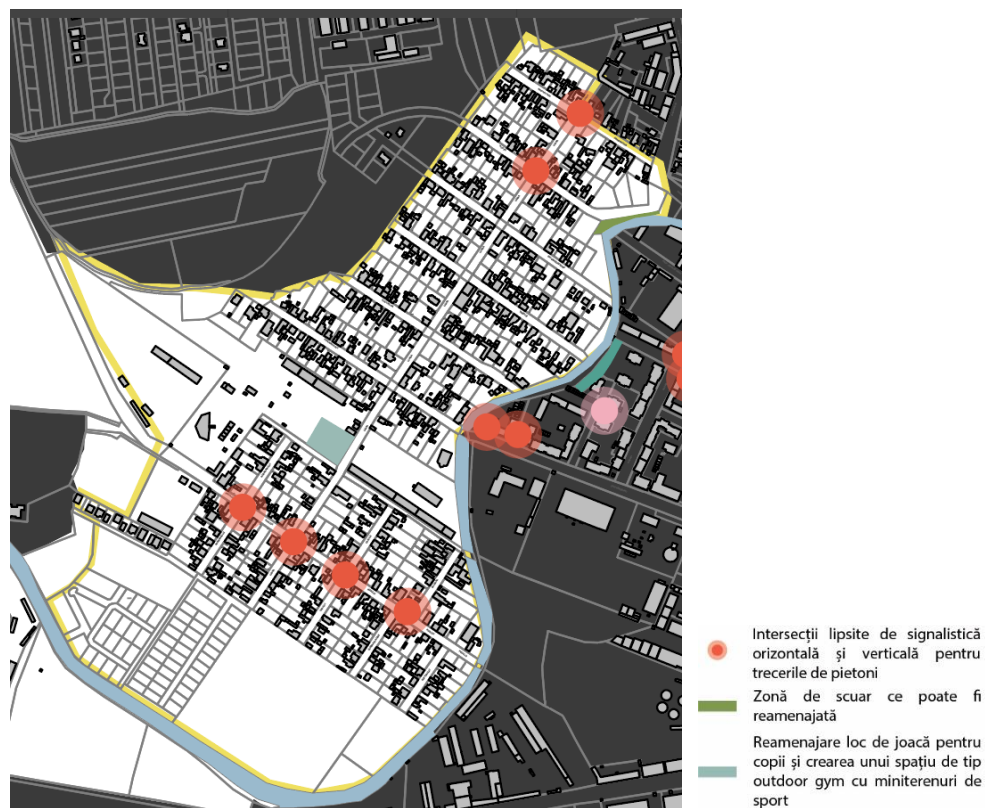 Intersecții lipsite de signalistică
orizontală și verticală pentru
trecerile de pietoni
Zonă de scuar ce poate fi
reamenajată
Reamenajare loc de joacă pentru
copii și crearea unui spațiu de tip
outdoor gym cu miniterenuri de
sport